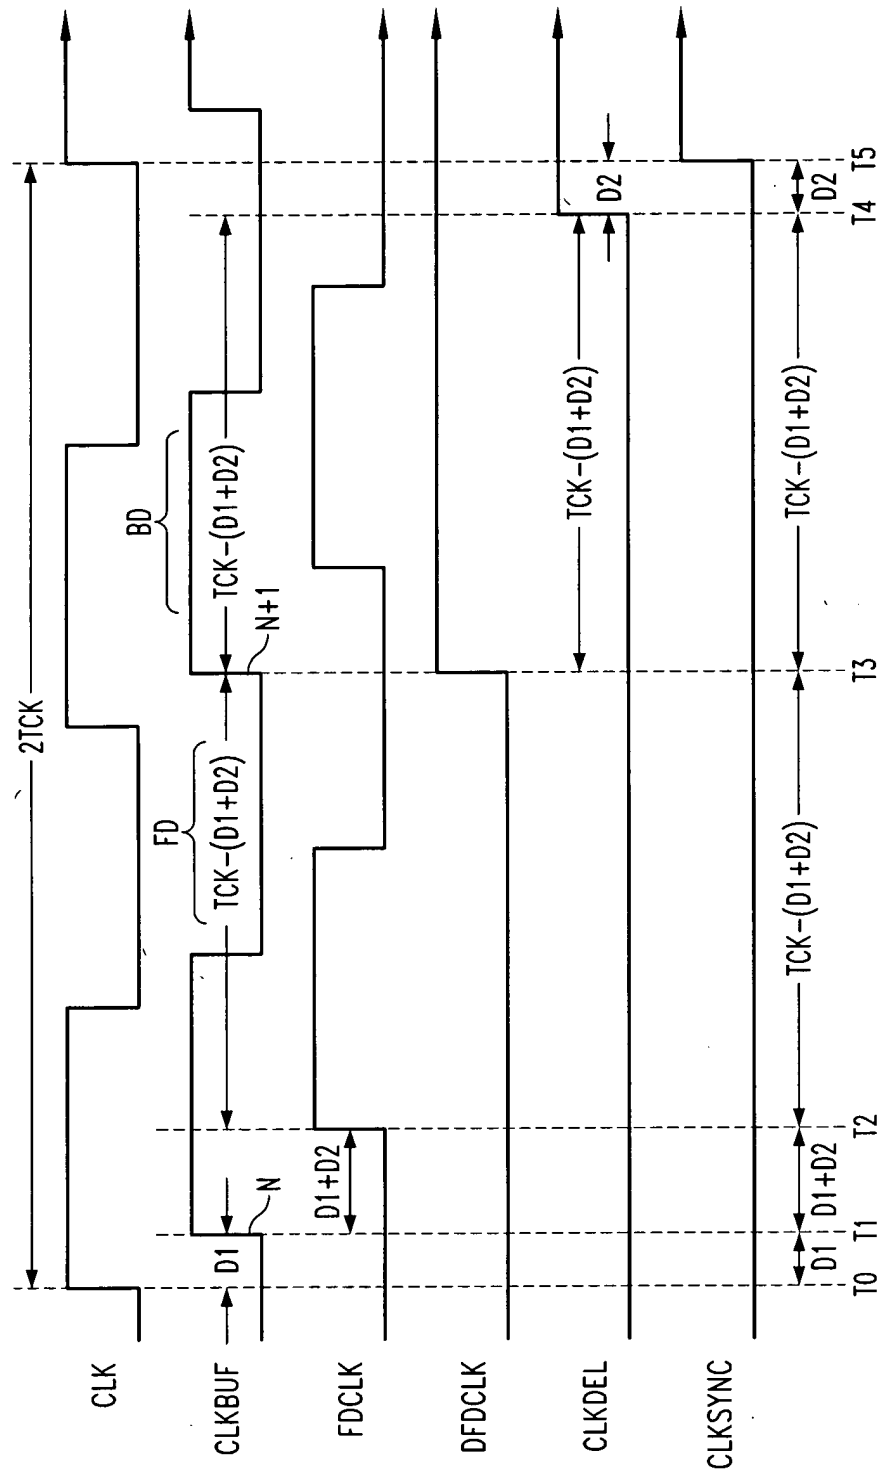 2TCK
CLK
D1
N
FD
TCK-(D1+D2)
N+1
BD
TCK-(D1+D2)
CLKBUF
D1+D2
FDCLK
DFDCLK
TCK-(D1+D2)
D2
CLKDEL
CLKSYNC
D1
D1+D2
TCK-(D1+D2)
TCK-(D1+D2)
D2
T0
T1
T2
T3
T4
T5